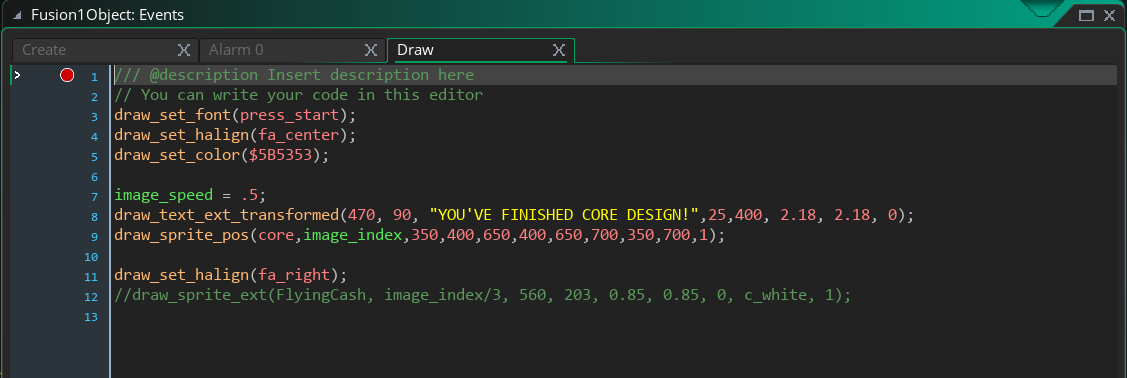 Fusion1Object: Events
Create Alarm 0 Draw
1 /// @description Insert description here
2 // You can write your code in this editor
3 draw_set_font(press_start);
4 draw_set_halign(fa_center);
5 draw_set_color($5B5353);
6
7 image_speed = .5;
8 draw_text_ext_transformed(470, 90, "YOU'VE FINISHED CORE DESIGN!",25,400, 2.18, 2.18, 0);
9 draw_sprite_pos(core,image_index,350,400,650,400,650,700,350,700,1);
10
11 draw_set_halign(fa_right);
12 //draw_sprite_ext(FlyingCash, image_index/3, 560, 203, 0.85, 0.85, 0, c_white, 1);
13